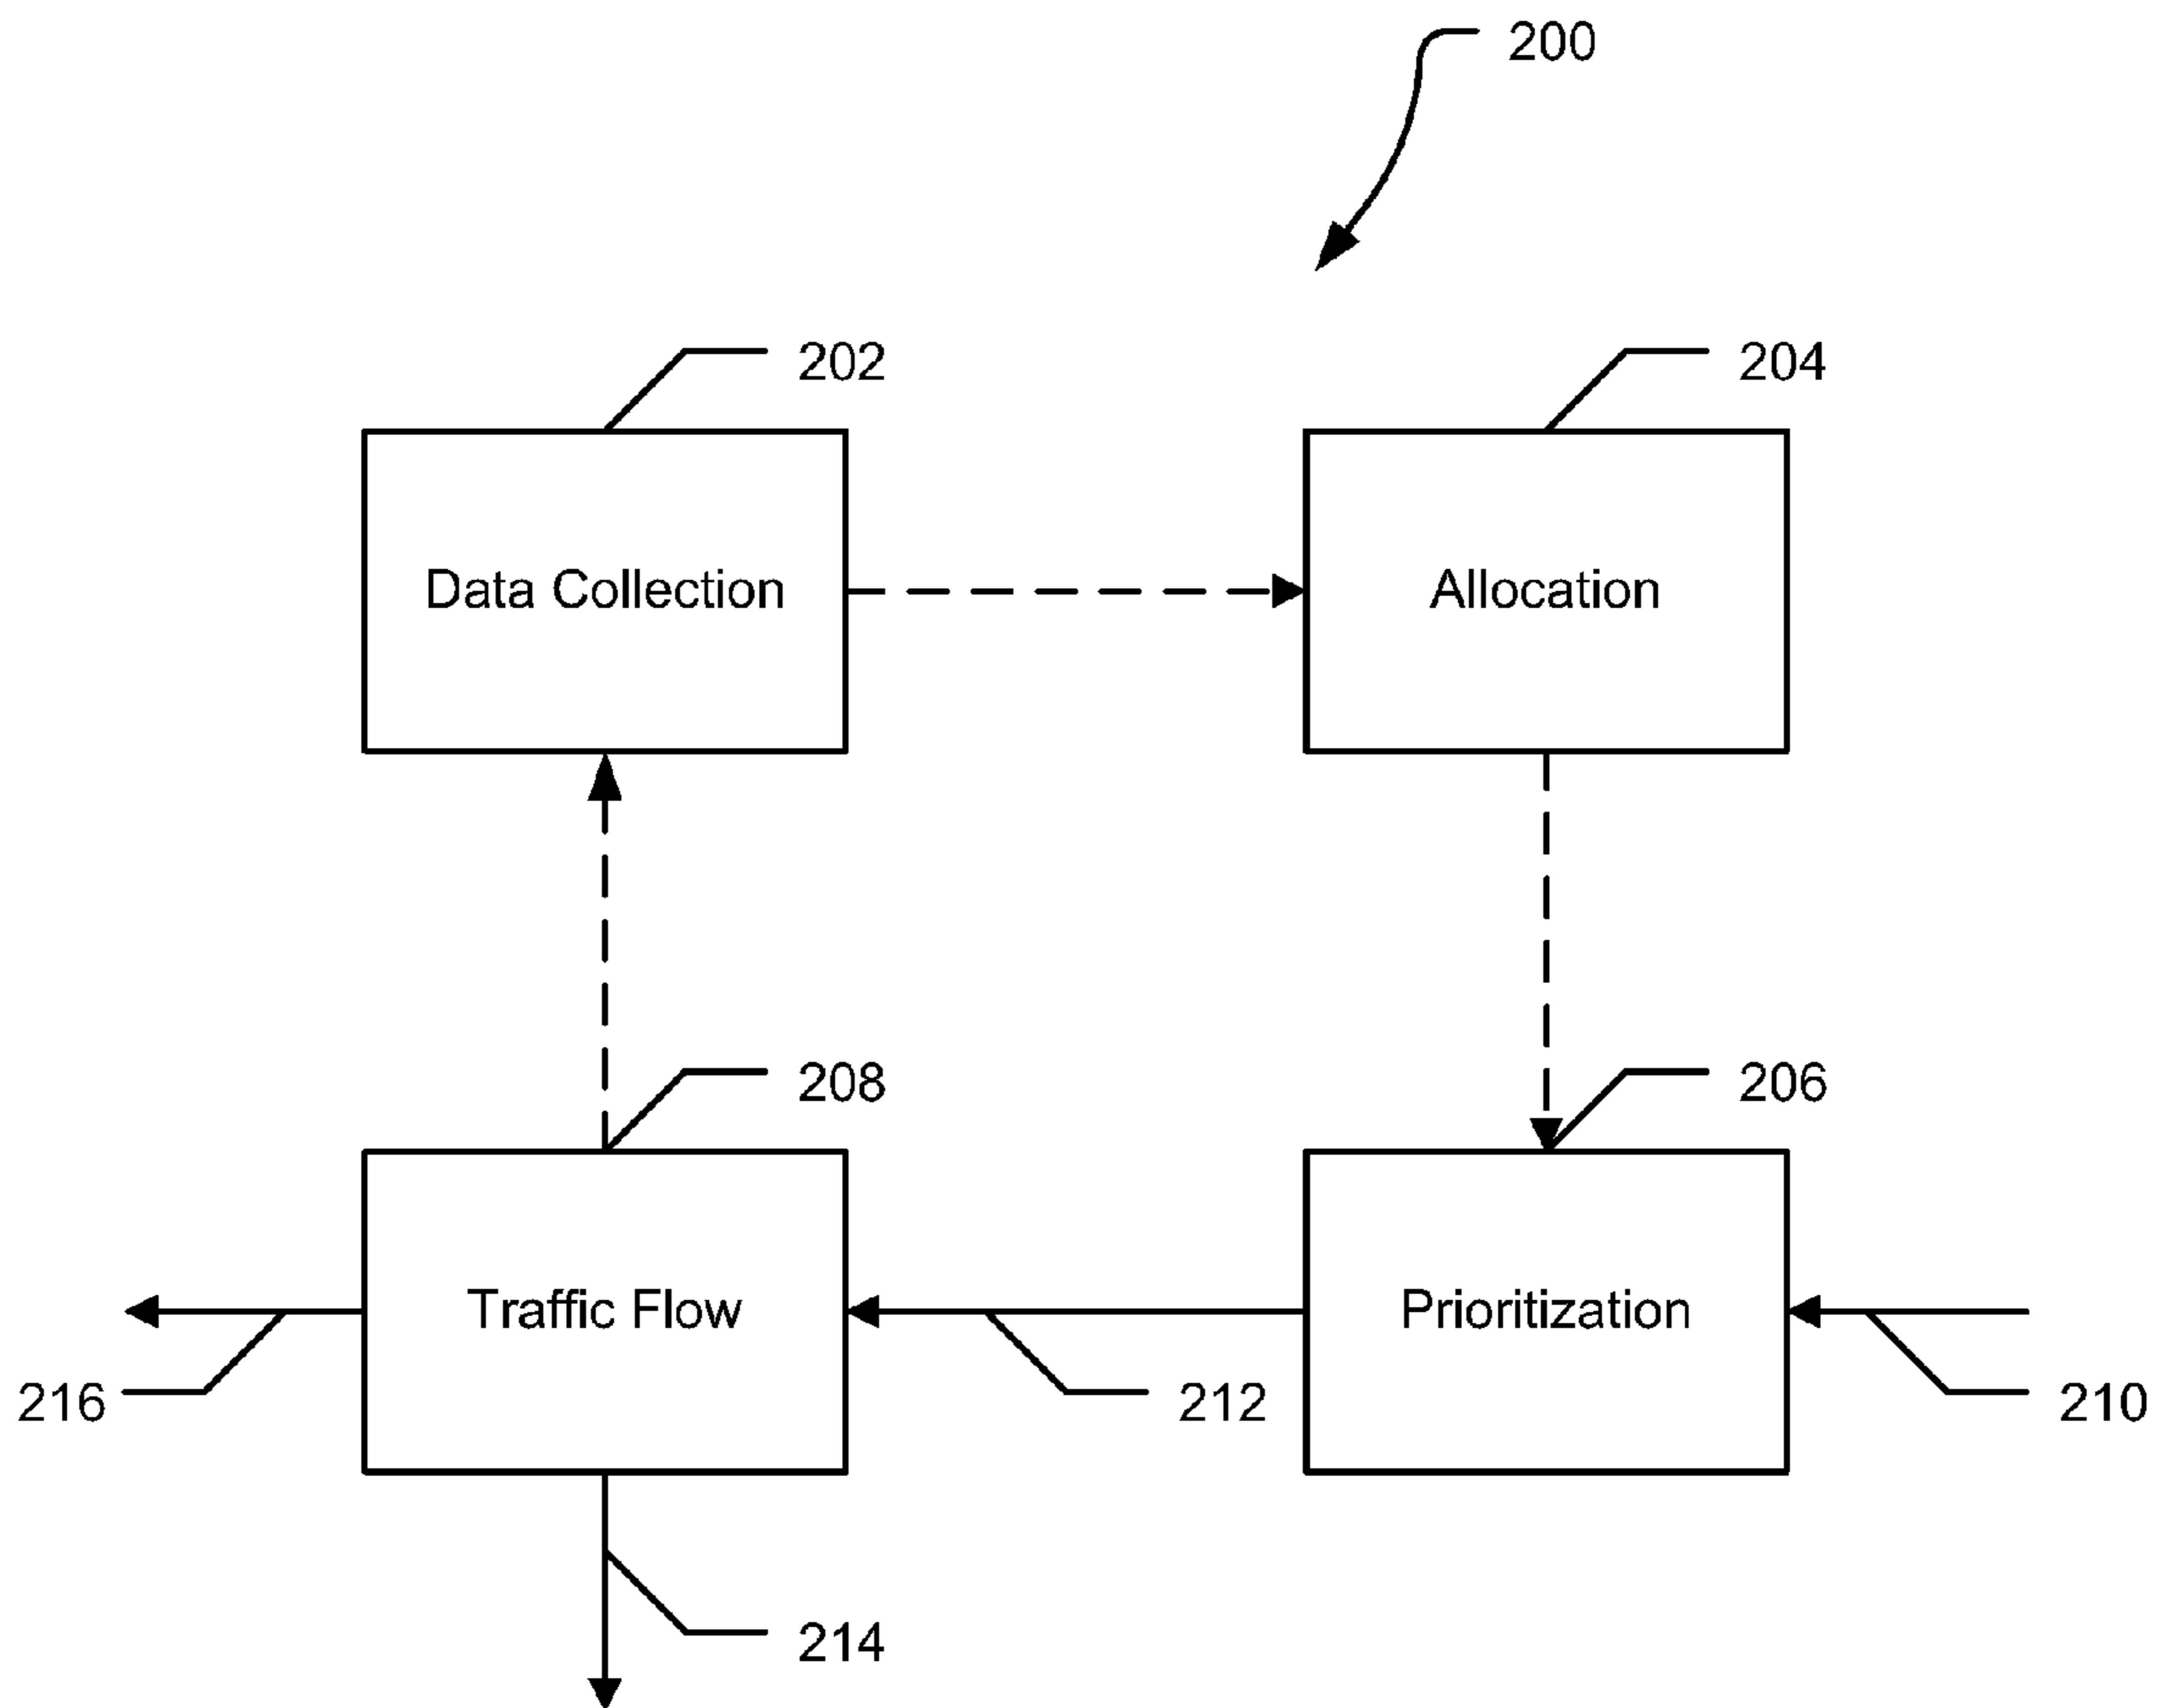 200
202
204
Data Collection
Allocation
208
206
Traffic Flow
Prioritization
216
212
210
214